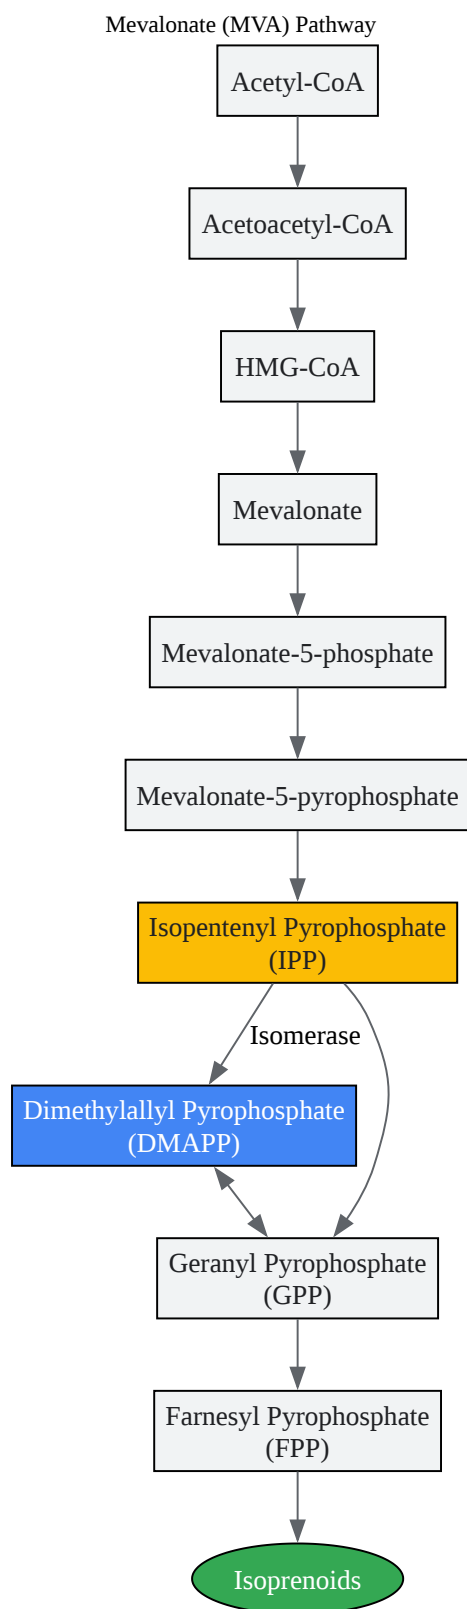 Mevalonate (MVA) Pathway
Acetyl-CoA
Acetoacetyl-CoA
HMG-CoA
Mevalonate
Mevalonate-5-phosphate
Mevalonate-5-pyrophosphate
Isopentenyl Pyrophosphate
(IPP)
Isomerase
Dimethylallyl Pyrophosphate
(DMAPP)
Geranyl Pyrophosphate
(GPP)
Farnesyl Pyrophosphate
(FPP)
Isoprenoids